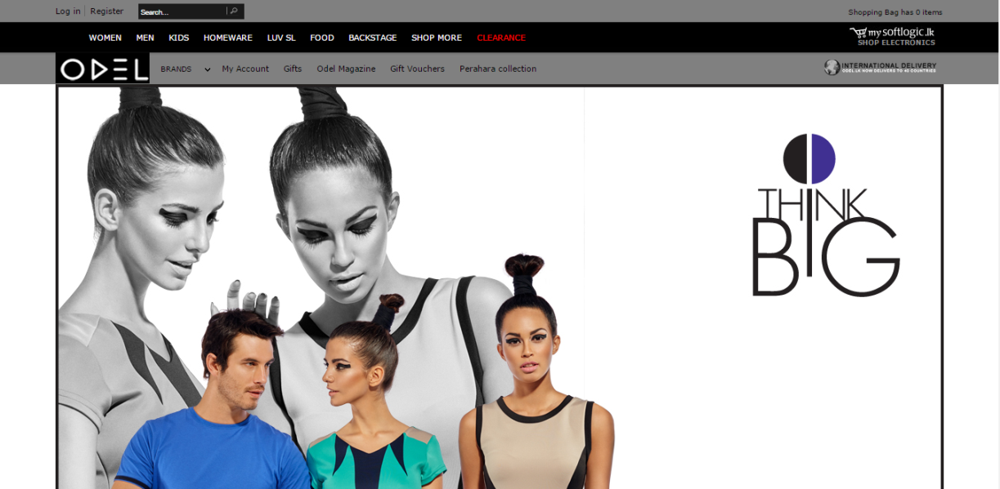 Log in Register Search... Shopping Bag has 0 items
WOMEN MEN KIDS HOMEWARE LUV SL FOOD BACKSTAGE SHOP MORE CLEARANCE mysoftlogic.lk
SHOP ELECTRONICS
ODEL BRANDS My Account Gifts Odel Magazine Gift Vouchers Perahara collection INTERNATIONAL DELIVERY
ODEL.LK NOW DELIVERS TO 40 COUNTRIES
THINK
BIG